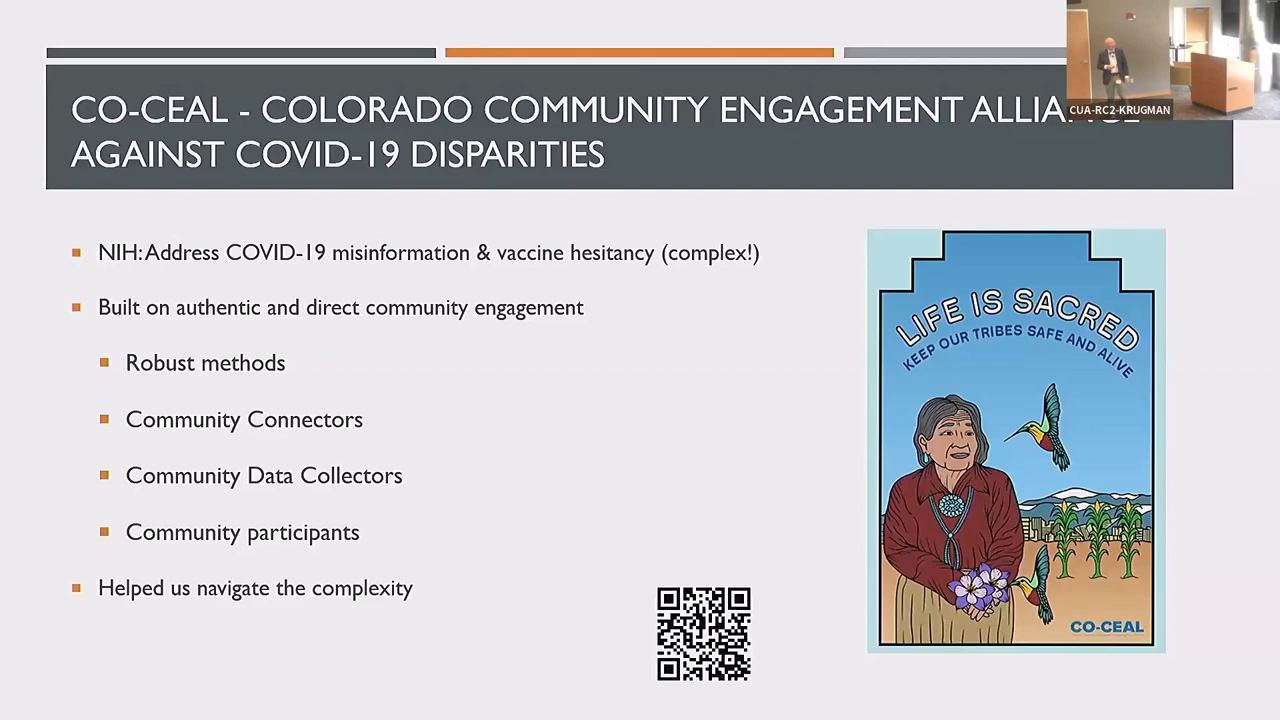 CO-CEAL - COLORADO COMMUNITY ENGAGEMENT
AGAINST COVID-19 DISPARITIES
CUA-RC2-KRUGMAN
NIH: Address COVID-19 misinformation & vaccine hesitancy (complex!)
Built on authentic and direct community engagement
Robust methods
Community Connectors
Community Data Collectors
Community participants
Helped us navigate the complexity
LIFE IS SACRED
KEEP OUR TRIBES SAFE AND ALIVE
CO-CEAL